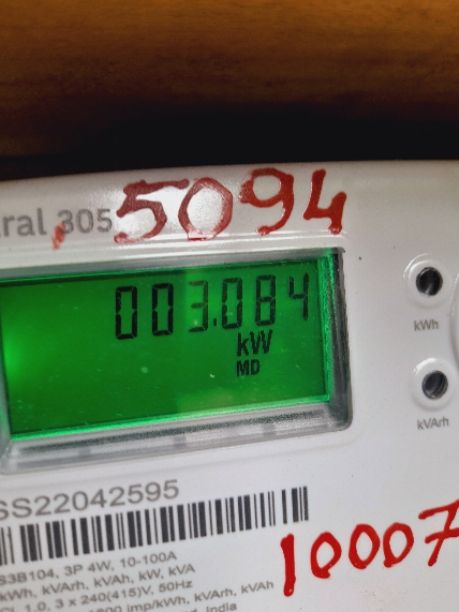 ral 305
5094
003.084
kW
MD
kWh
kVArh
SS22042595
S3B104, 3P 4W, 10-100A
kWh, kVArh, kVAh, kW, kVA
Cl 1.0, 3 x 240(415)V, 50Hz
imp/kWh, kVArh, kVAh
India
10007